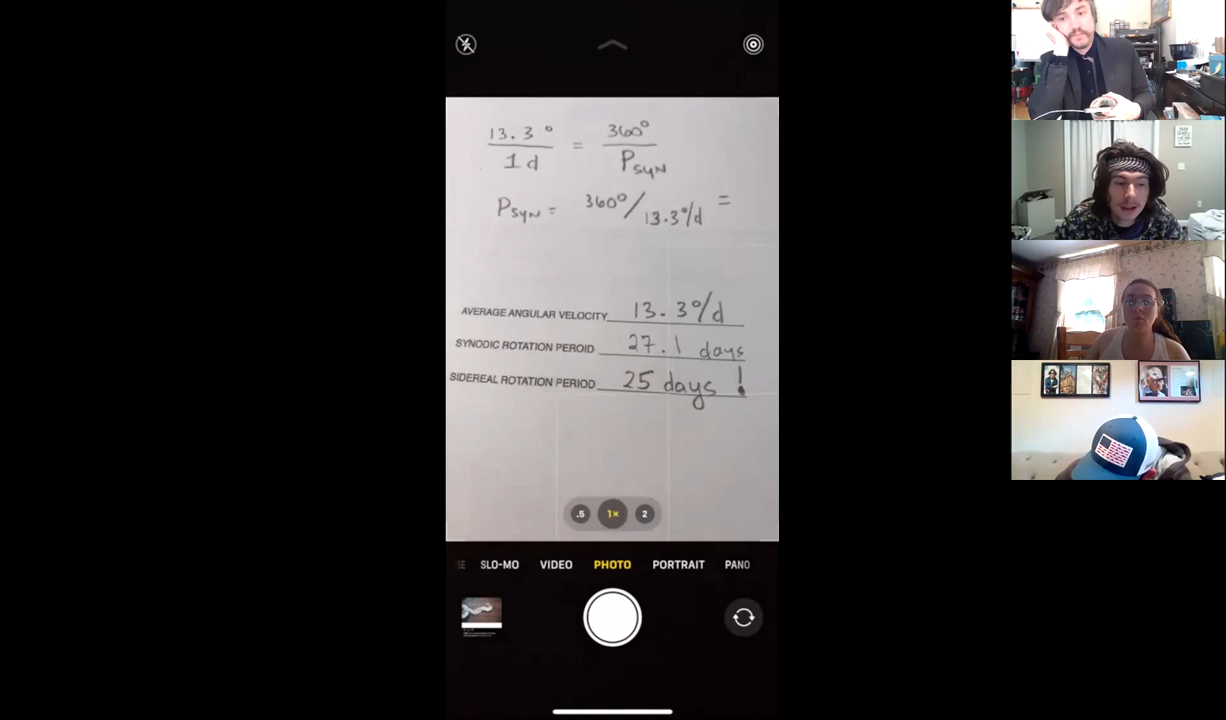 13.3° / 1 d = 360° / PSYN
PSYN = 360° / 13.3°/d =
AVERAGE ANGULAR VELOCITY 13.3°/d
SYNODIC ROTATION PEROID 27.1 days
SIDEREAL ROTATION PERIOD 25 days !
.5 1× 2
SLO-MO VIDEO PHOTO PORTRAIT PANO